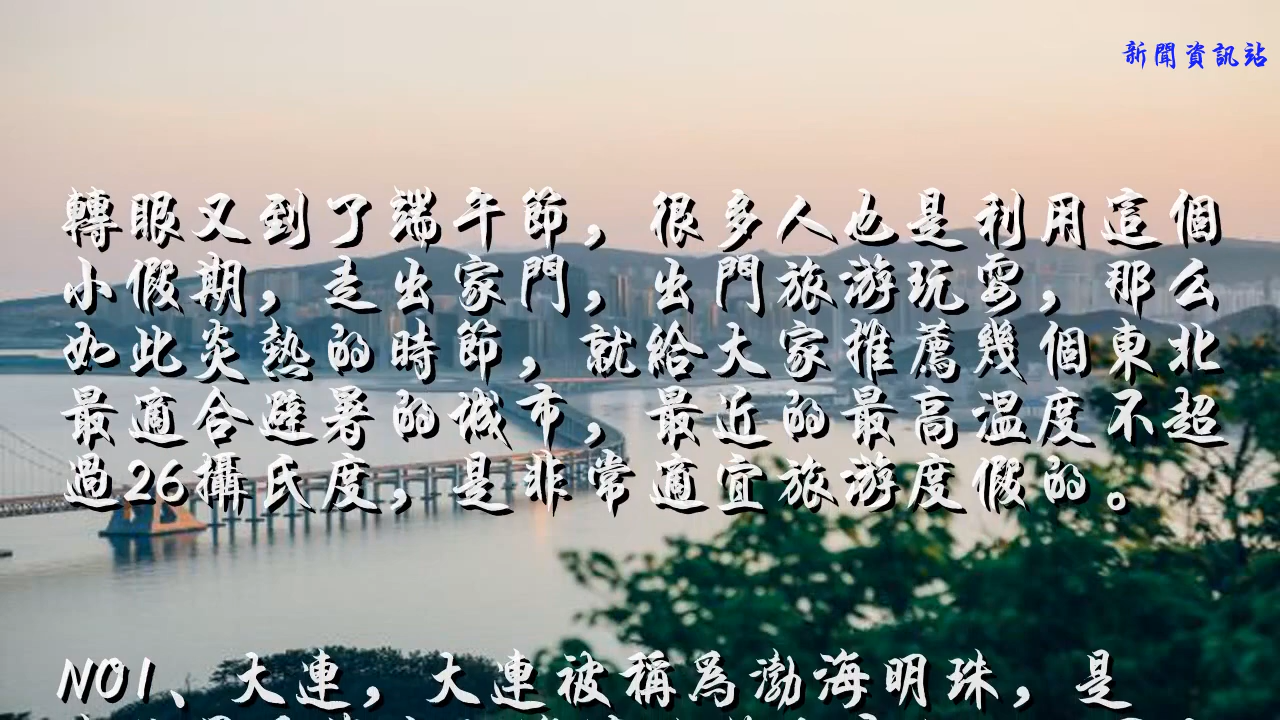 新聞資訊站
轉眼又到了端午節，很多人也是利用這個
小假期，走出家門，出門旅游玩耍，那么
如此炎熱的時節，就給大家推薦幾個東北
最適合避署的城市，最近的最高溫度不超
過26攝氏度，是非常適宜旅游度假的。
NO1、大連，大連被稱爲渤海明珠，是